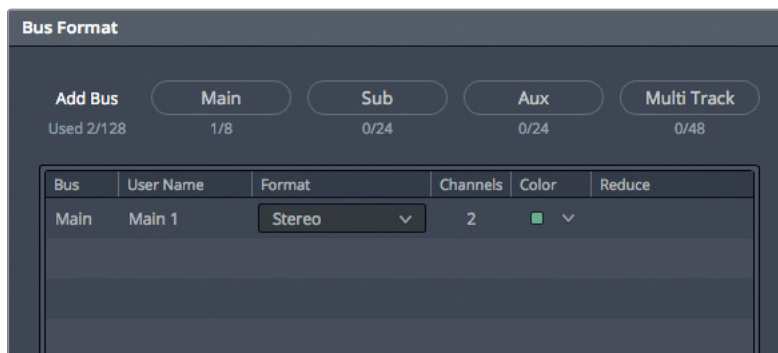 Bus Format
Add Bus Main Sub Aux Multi Track
Used 2/128 1/8 0/24 0/24 0/48
Bus User Name Format Channels Color Reduce
Main Main 1 Stereo 2